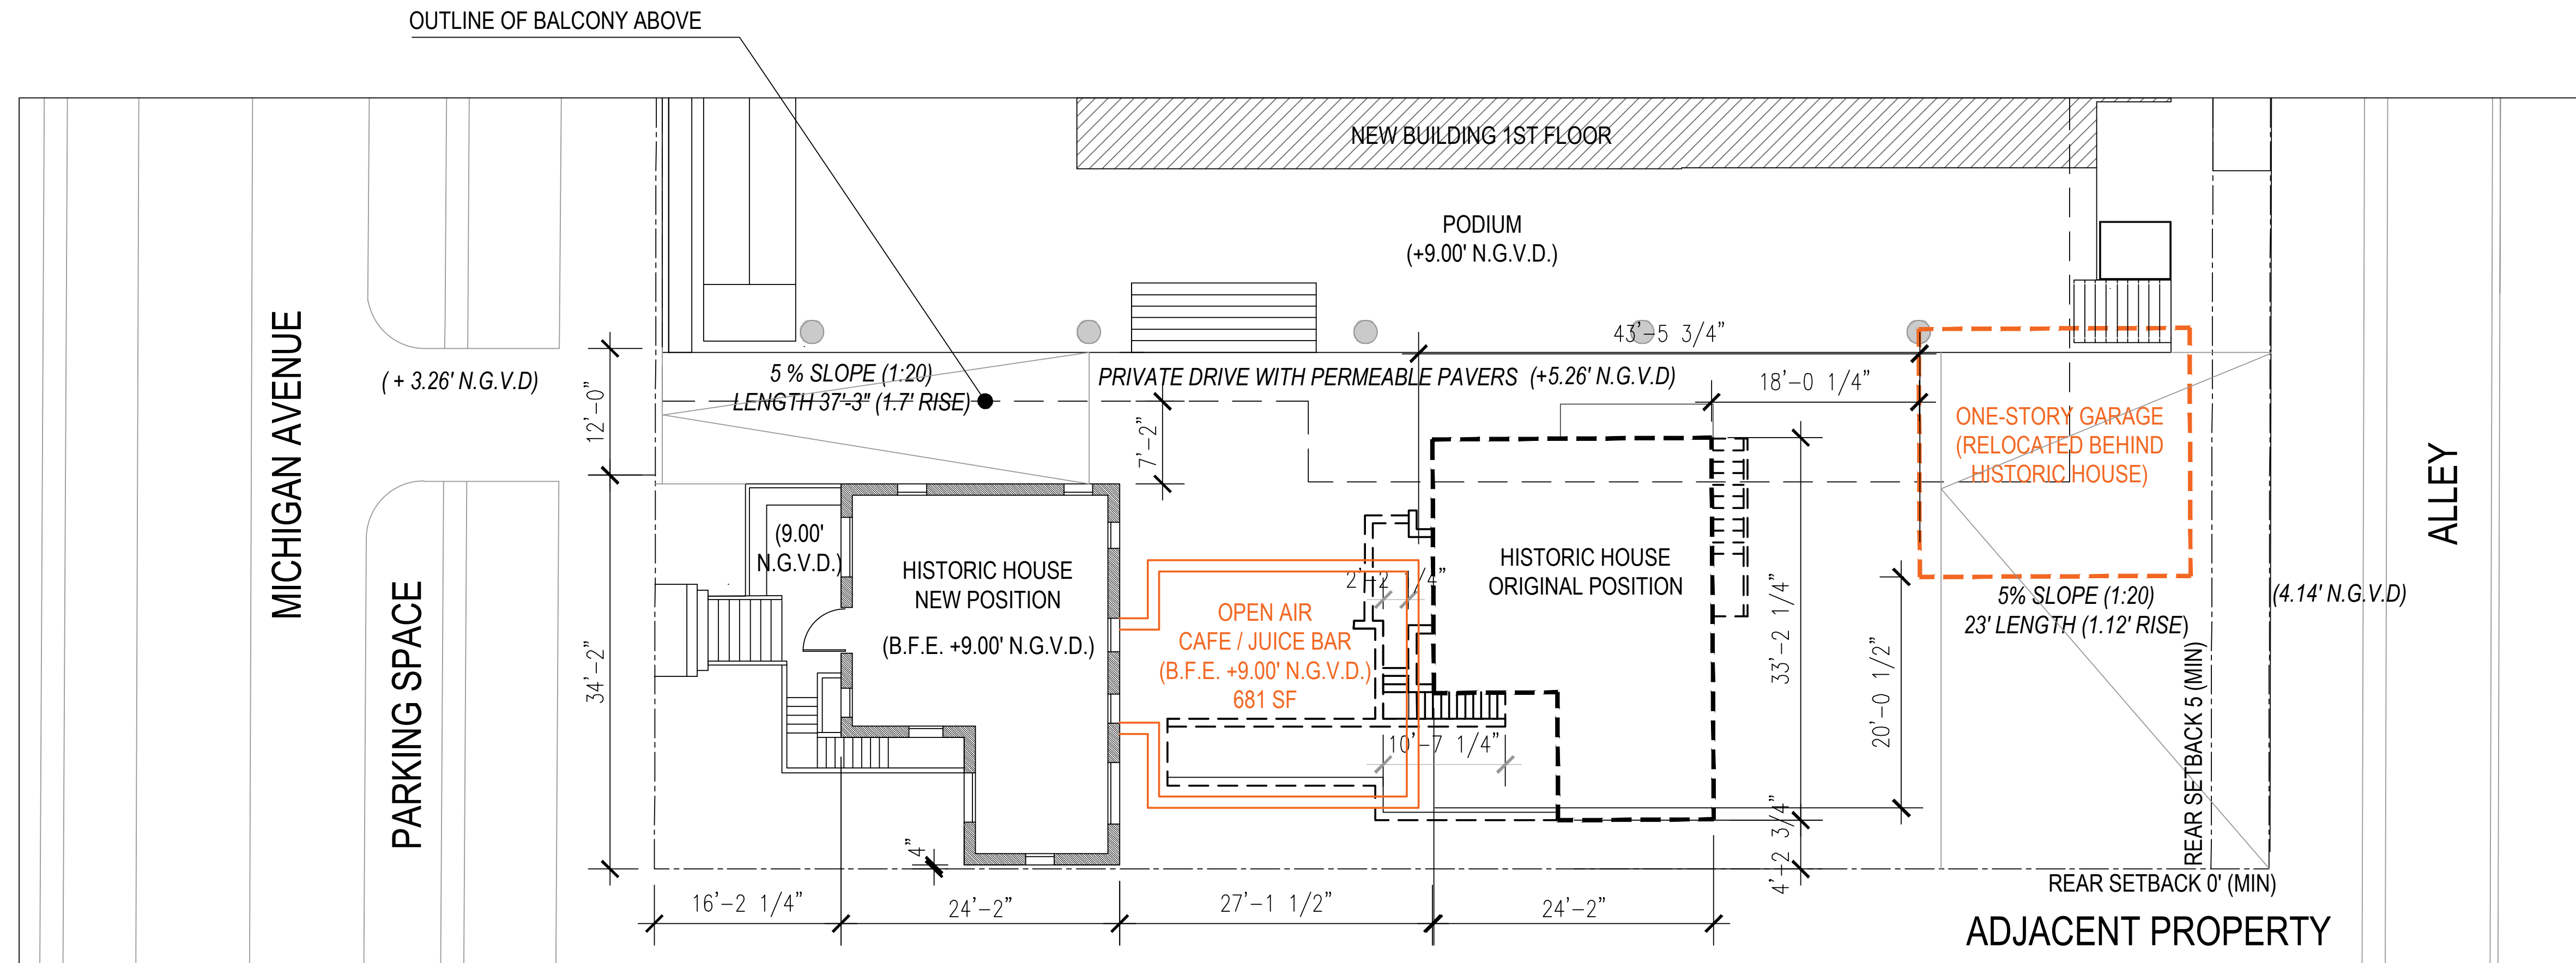 OUTLINE OF BALCONY ABOVE
NEW BUILDING 1ST FLOOR
PODIUM
(+9.00' N.G.V.D.)
43'-5 3/4"
MICHIGAN AVENUE
PARKING SPACE
( + 3.26' N.G.V.D)
12'-0"
34'-2"
5 % SLOPE (1:20)
LENGTH 37'-3" (1.7' RISE)
PRIVATE DRIVE WITH PERMEABLE PAVERS (+5.26' N.G.V.D)
18'-0 1/4"
7'-2"
ONE-STORY GARAGE
(RELOCATED BEHIND
HISTORIC HOUSE)
ALLEY
(9.00'
N.G.V.D.)
HISTORIC HOUSE
NEW POSITION
(B.F.E. +9.00' N.G.V.D.)
OPEN AIR
CAFE / JUICE BAR
(B.F.E. +9.00' N.G.V.D.)
681 SF
2'-2 1/4"
HISTORIC HOUSE
ORIGINAL POSITION
10'-7 1/4"
33'-2 1/4"
20'-0 1/2"
4'-2 3/4"
5% SLOPE (1:20)
23' LENGTH (1.12' RISE)
(4.14' N.G.V.D)
REAR SETBACK 5 (MIN)
REAR SETBACK 0' (MIN)
4"
16'-2 1/4"
24'-2"
27'-1 1/2"
24'-2"
ADJACENT PROPERTY